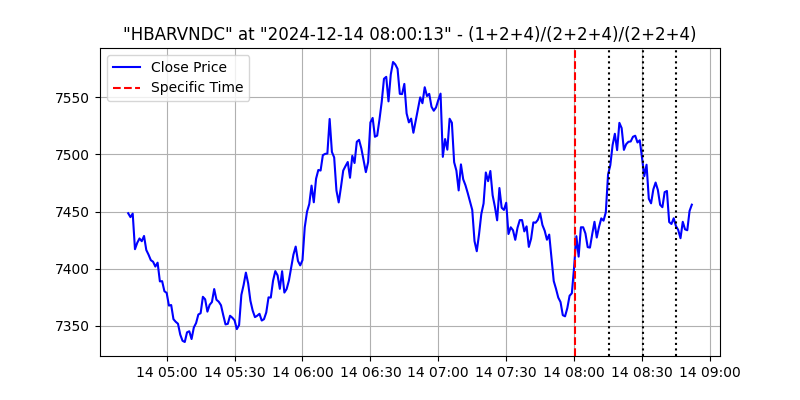 "HBARVNDC" at "2024-12-14 08:00:13" - (1+2+4)/(2+2+4)/(2+2+4)
Close Price
Specific Time
7550
7500
7450
7400
7350
14 05:00 14 05:30 14 06:00 14 06:30 14 07:00 14 07:30 14 08:00 14 08:30 14 09:00